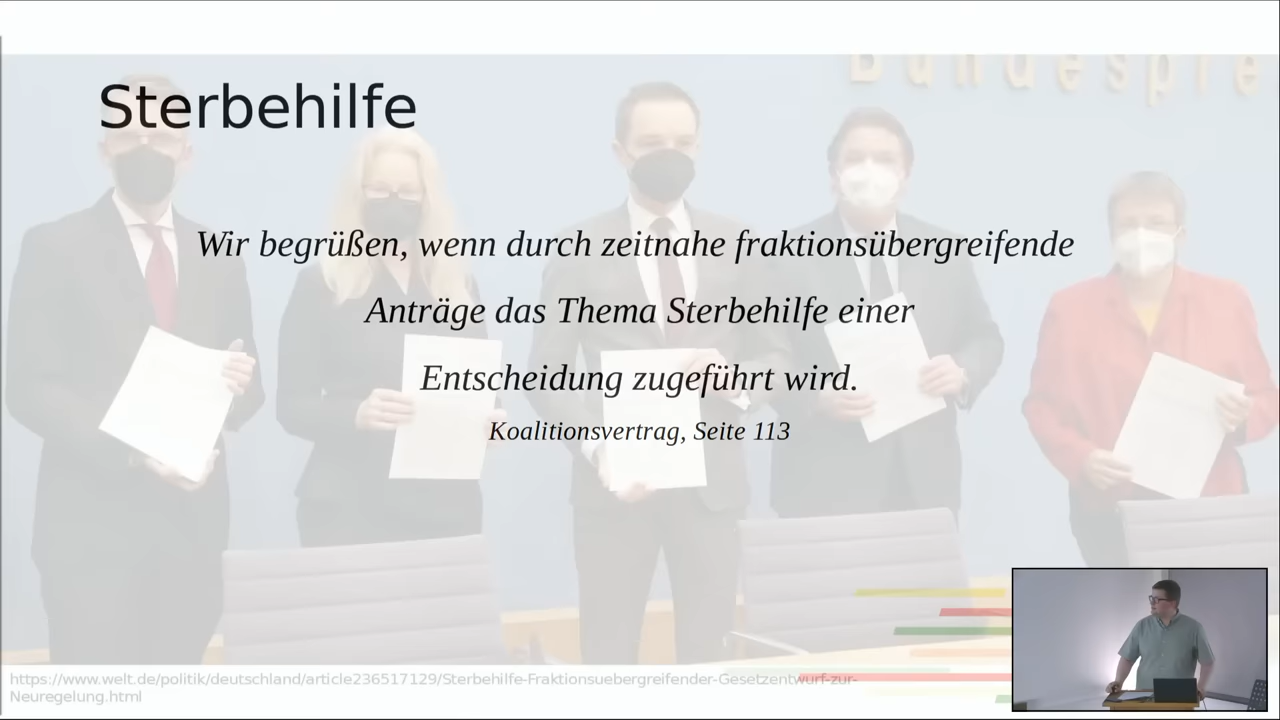 Bundespre
Sterbehilfe
Wir begrüßen, wenn durch zeitnahe fraktionsübergreifende
Anträge das Thema Sterbehilfe einer
Entscheidung zugeführt wird.
Koalitionsvertrag, Seite 113
https://www.welt.de/politik/deutschland/article236517129/Sterbehilfe-Fraktionsuebergreifender-Gesetzentwurf-zur-
Neuregelung.html